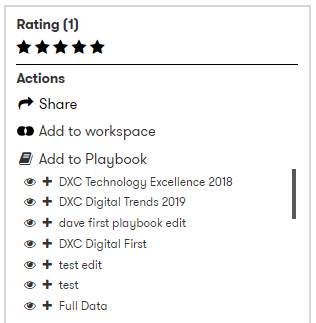 Rating (1)
Actions
Share
Add to workspace
Add to Playbook
DXC Technology Excellence 2018
DXC Digital Trends 2019
dave first playbook edit
DXC Digital First
test edit
test
Full Data